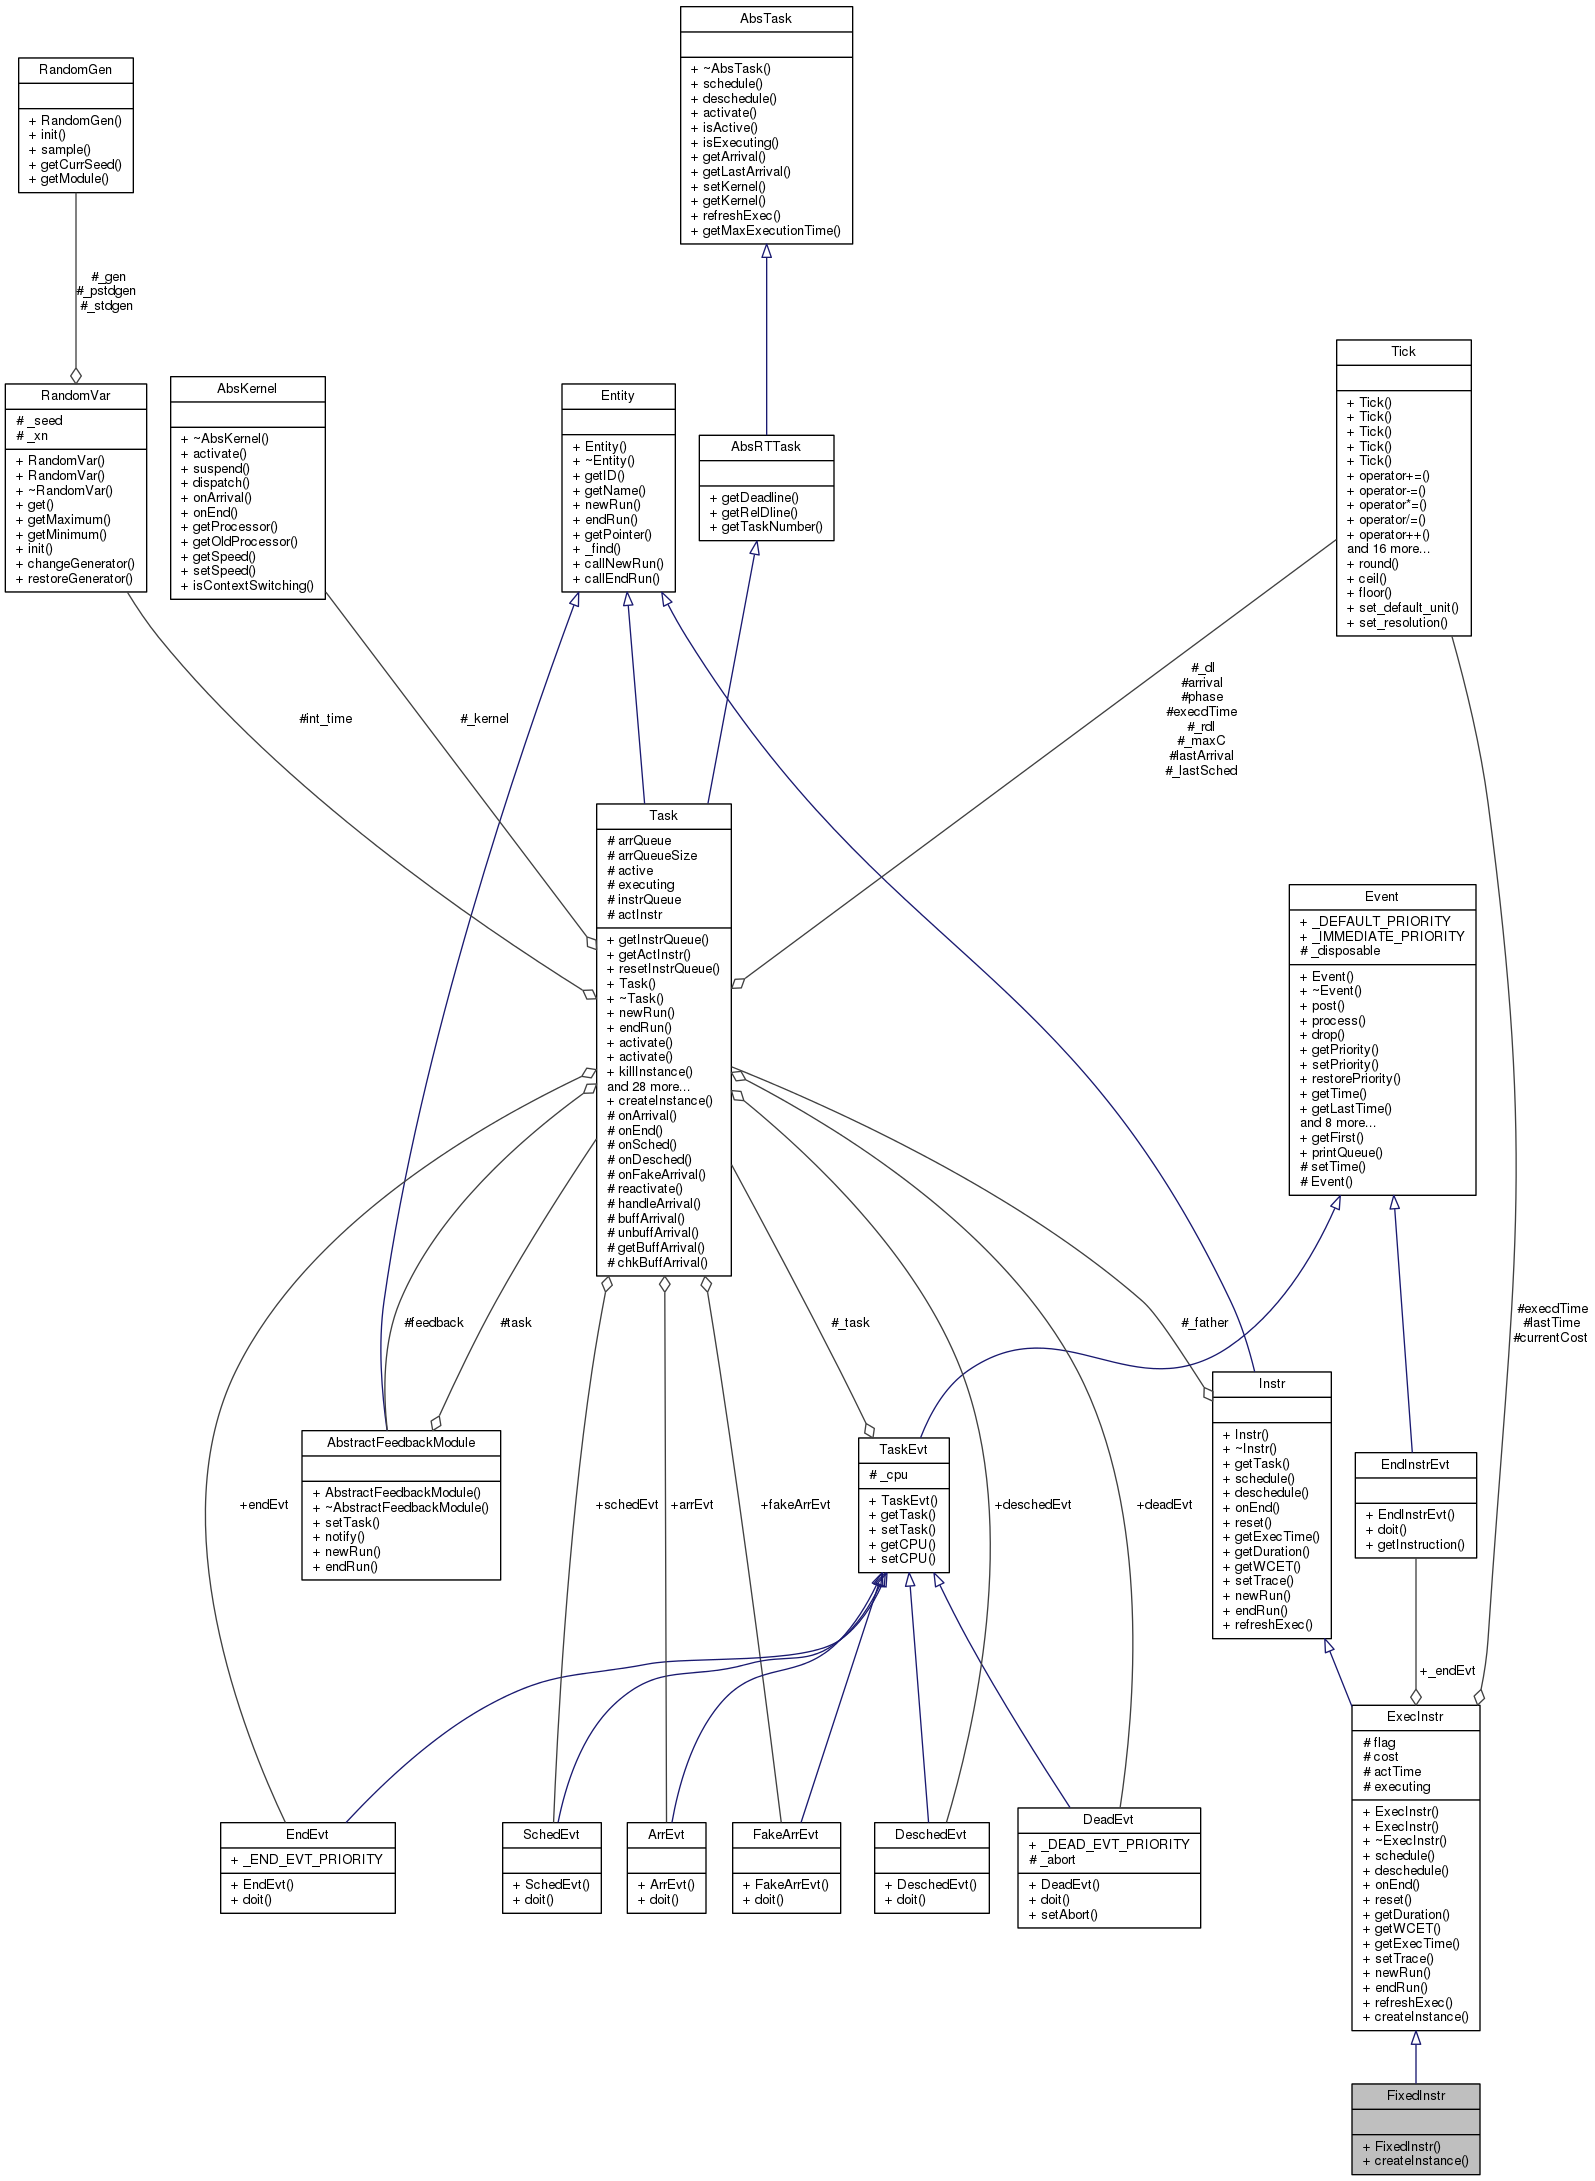 AbsTask
+ ~AbsTask()
+ schedule()
+ deschedule()
+ activate()
+ isActive()
+ isExecuting()
+ getArrival()
+ getLastArrival()
+ setKernel()
+ getKernel()
+ refreshExec()
+ getMaxExecutionTime()
RandomGen
+ RandomGen()
+ init()
+ sample()
+ getCurrSeed()
+ getModule()
#_gen
#_pstdgen
#_stdgen
RandomVar
# _seed
# _xn
+ RandomVar()
+ RandomVar()
+ ~RandomVar()
+ get()
+ getMaximum()
+ getMinimum()
+ init()
+ changeGenerator()
+ restoreGenerator()
AbsKernel
+ ~AbsKernel()
+ activate()
+ suspend()
+ dispatch()
+ onArrival()
+ onEnd()
+ getProcessor()
+ getOldProcessor()
+ getSpeed()
+ setSpeed()
+ isContextSwitching()
Entity
+ Entity()
+ ~Entity()
+ getID()
+ getName()
+ newRun()
+ endRun()
+ getPointer()
+ _find()
+ callNewRun()
+ callEndRun()
AbsRTTask
+ getDeadline()
+ getRelDline()
+ getTaskNumber()
Tick
+ Tick()
+ Tick()
+ Tick()
+ Tick()
+ Tick()
+ operator+=()
+ operator-=()
+ operator*=()
+ operator/=()
+ operator++()
and 16 more...
+ round()
+ ceil()
+ floor()
+ set_default_unit()
+ set_resolution()
#int_time
#_kernel
#_dl
#arrival
#phase
#execdTime
#_rdl
#_maxC
#lastArrival
#_lastSched
Task
# arrQueue
# arrQueueSize
# active
# executing
# instrQueue
# actInstr
+ getInstrQueue()
+ getActInstr()
+ resetInstrQueue()
+ Task()
+ ~Task()
+ newRun()
+ endRun()
+ activate()
+ activate()
+ killInstance()
and 28 more...
+ createInstance()
# onArrival()
# onEnd()
# onSched()
# onDesched()
# onFakeArrival()
# reactivate()
# handleArrival()
# buffArrival()
# unbuffArrival()
# getBuffArrival()
# chkBuffArrival()
Event
+ _DEFAULT_PRIORITY
+ _IMMEDIATE_PRIORITY
# _disposable
+ Event()
+ ~Event()
+ post()
+ process()
+ drop()
+ getPriority()
+ setPriority()
+ restorePriority()
+ getTime()
+ getLastTime()
and 8 more...
+ getFirst()
+ printQueue()
# setTime()
# Event()
#feedback
#task
#_task
#_father
#execdTime
#lastTime
#currentCost
AbstractFeedbackModule
+ AbstractFeedbackModule()
+ ~AbstractFeedbackModule()
+ setTask()
+ notify()
+ newRun()
+ endRun()
TaskEvt
# _cpu
+ TaskEvt()
+ getTask()
+ setTask()
+ getCPU()
+ setCPU()
Instr
+ Instr()
+ ~Instr()
+ getTask()
+ schedule()
+ deschedule()
+ onEnd()
+ reset()
+ getExecTime()
+ getDuration()
+ getWCET()
+ setTrace()
+ newRun()
+ endRun()
+ refreshExec()
EndInstrEvt
+ EndInstrEvt()
+ doit()
+ getInstruction()
+endEvt
+schedEvt
+arrEvt
+fakeArrEvt
+deschedEvt
+deadEvt
+_endEvt
EndEvt
+ _END_EVT_PRIORITY
+ EndEvt()
+ doit()
SchedEvt
+ SchedEvt()
+ doit()
ArrEvt
+ ArrEvt()
+ doit()
FakeArrEvt
+ FakeArrEvt()
+ doit()
DeschedEvt
+ DeschedEvt()
+ doit()
DeadEvt
+ _DEAD_EVT_PRIORITY
# _abort
+ DeadEvt()
+ doit()
+ setAbort()
ExecInstr
# flag
# cost
# actTime
# executing
+ ExecInstr()
+ ExecInstr()
+ ~ExecInstr()
+ schedule()
+ deschedule()
+ onEnd()
+ reset()
+ getDuration()
+ getWCET()
+ getExecTime()
+ setTrace()
+ newRun()
+ endRun()
+ refreshExec()
+ createInstance()
FixedInstr
+ FixedInstr()
+ createInstance()